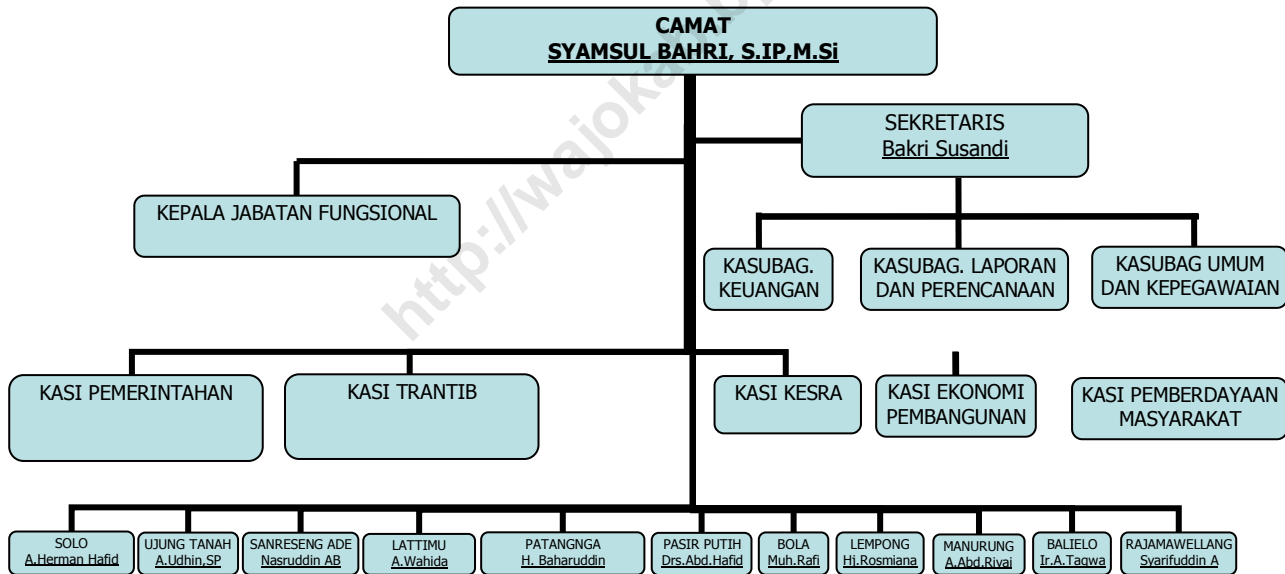 CAMAT
SYAMSUL BAHRI, S.IP,M.Si
SEKRETARIS
Bakri Susandi
KEPALA JABATAN FUNGSIONAL
KASUBAG.
KEUANGAN
KASUBAG. LAPORAN
DAN PERENCANAAN
KASUBAG UMUM
DAN KEPEGAWAIAN
KASI PEMERINTAHAN
KASI TRANTIB
KASI KESRA
KASI EKONOMI
PEMBANGUNAN
KASI PEMBERDAYAAN
MASYARAKAT
SOLO
A.Herman Hafid
UJUNG TANAH
A.Udhin,SP
SANRESENG ADE
Nasruddin AB
LATTIMU
A.Wahida
PATANGNGA
H. Baharuddin
PASIR PUTIH
Drs.Abd.Hafid
BOLA
Muh.Rafi
LEMPONG
Hj.Rosmiana
MANURUNG
A.Abd.Rivai
BALIELO
Ir.A.Taqwa
RAJAMAWELLANG
Syarifuddin A
http://wajokab.b